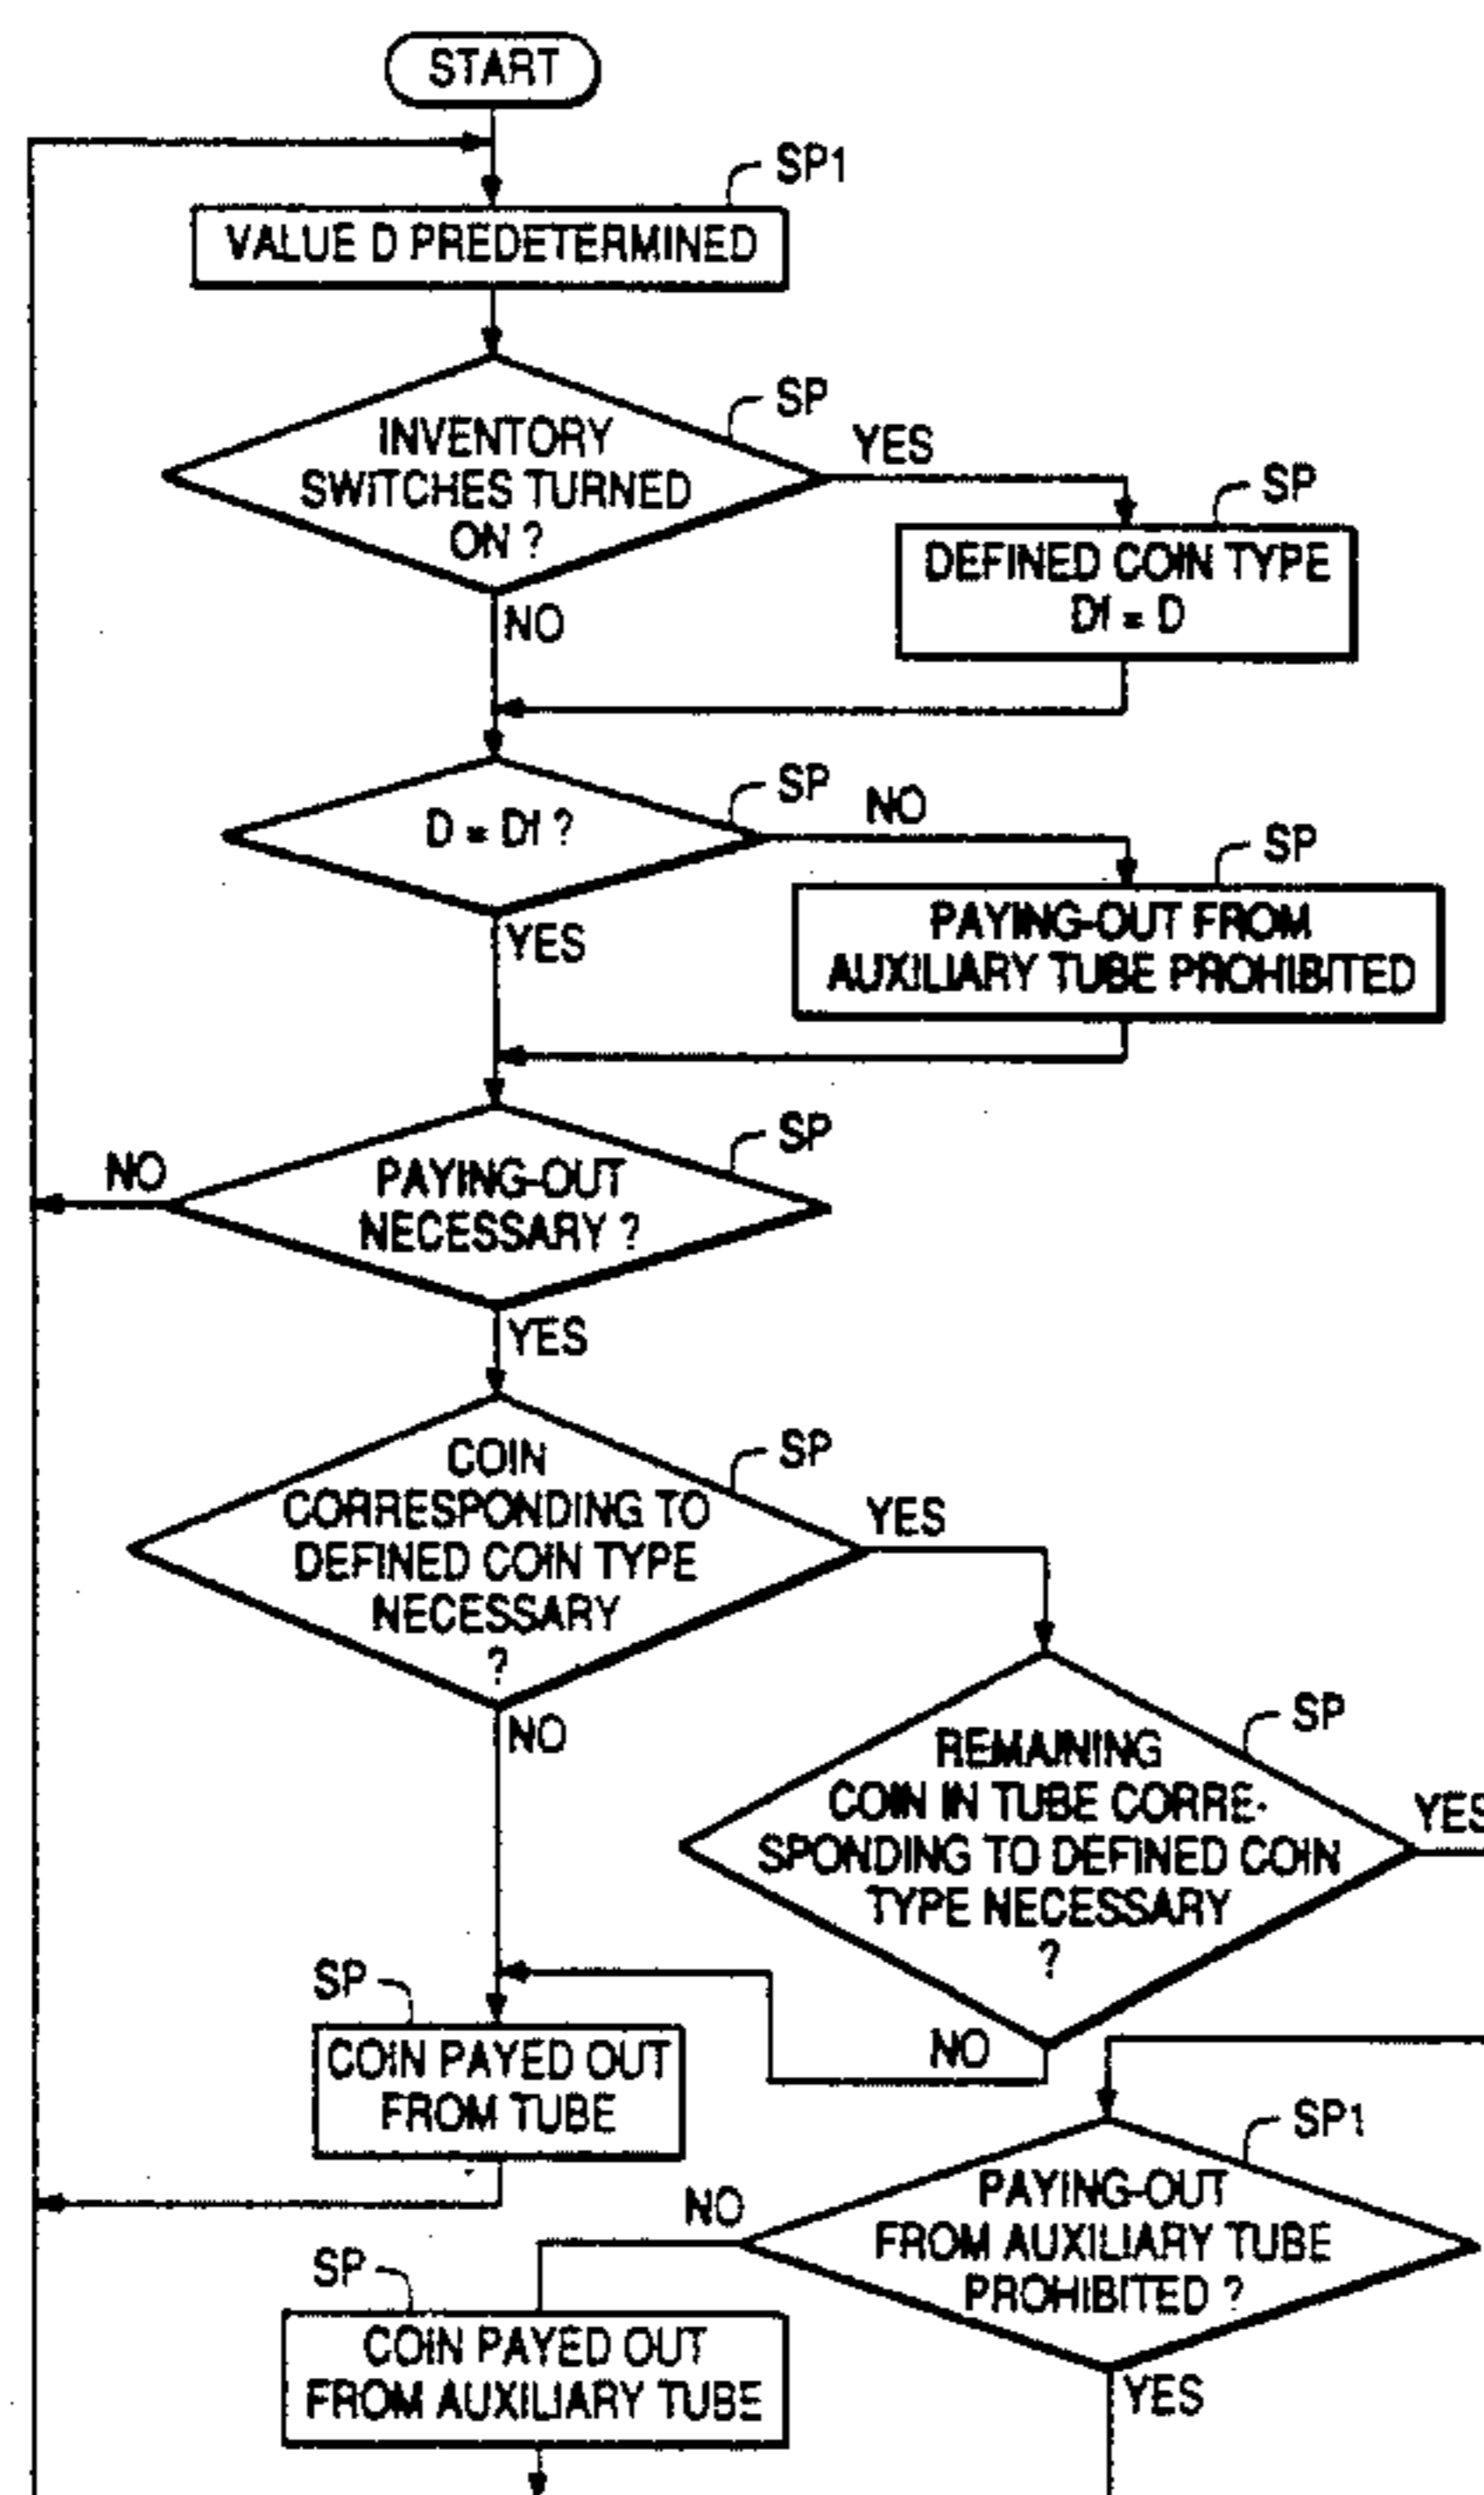 START
SP1
VALUE D PREDETERMINED
SP
INVENTORY
SWITCHES TURNED
ON ?
YES
SP
DEFINED COIN TYPE
Df = D
NO
SP
D = Df ?
NO
SP
PAYING-OUT FROM
AUXILIARY TUBE PROHIBITED
YES
SP
PAYING-OUT
NECESSARY ?
NO
YES
SP
COIN
CORRESPONDING TO
DEFINED COIN TYPE
NECESSARY
?
YES
NO
SP
REMAINING
COIN IN TUBE CORRE-
SPONDING TO DEFINED COIN
TYPE NECESSARY
?
YES
NO
SP
COIN PAYED OUT
FROM TUBE
SP1
PAYING-OUT
FROM AUXILIARY TUBE
PROHIBITED ?
NO
SP
COIN PAYED OUT
FROM AUXILIARY TUBE
YES